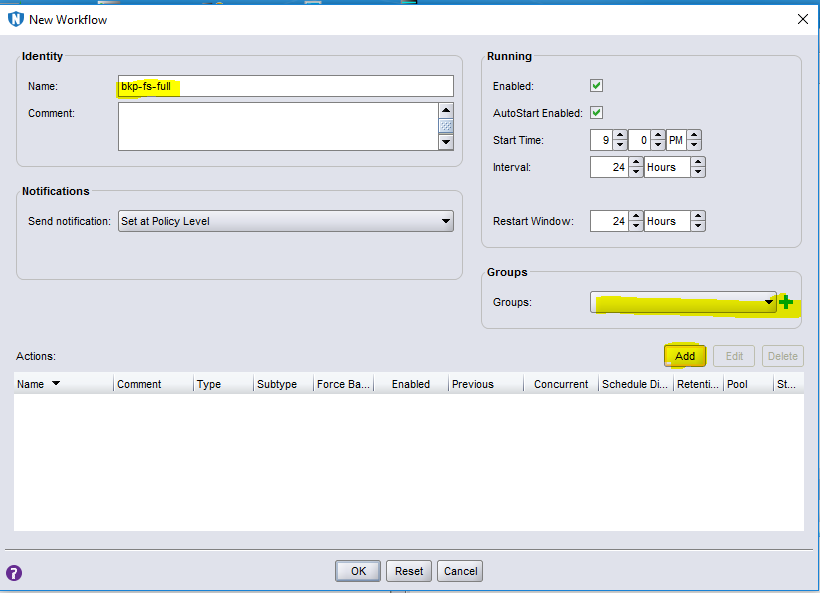 New Workflow
Identity
Name: bkp-fs-full
Comment:
Notifications
Send notification: Set at Policy Level
Running
Enabled:
AutoStart Enabled:
Start Time: 9 0 PM
Interval: 24 Hours
Restart Window: 24 Hours
Groups
Groups:
Actions: Add Edit Delete
Name Comment Type Subtype Force Ba... Enabled Previous Concurrent Schedule Di... Retenti... Pool St...
OK Reset Cancel